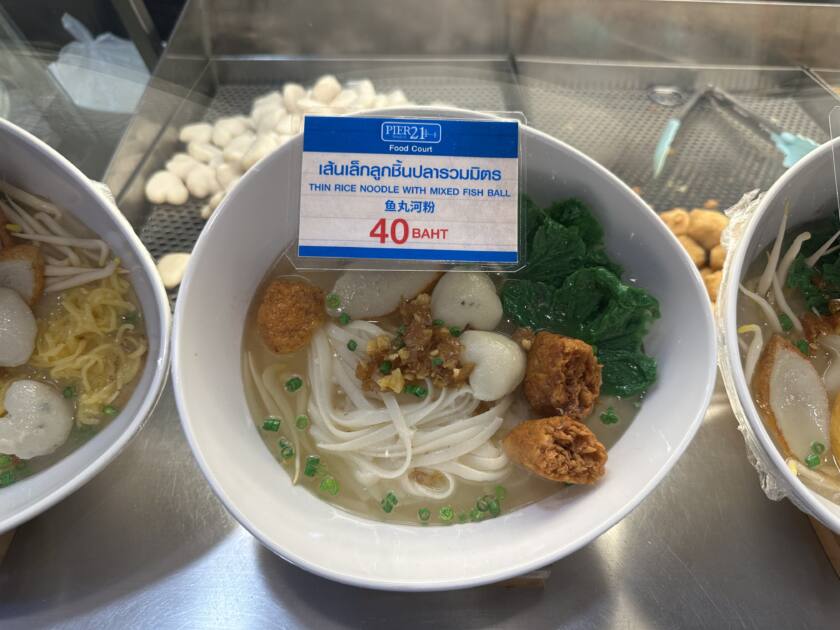 PIER21
Food Court
เส้นเล็กลูกชิ้นปลารวมมิตร
THIN RICE NOODLE WITH MIXED FISH BALL
鱼丸河粉
40 BAHT